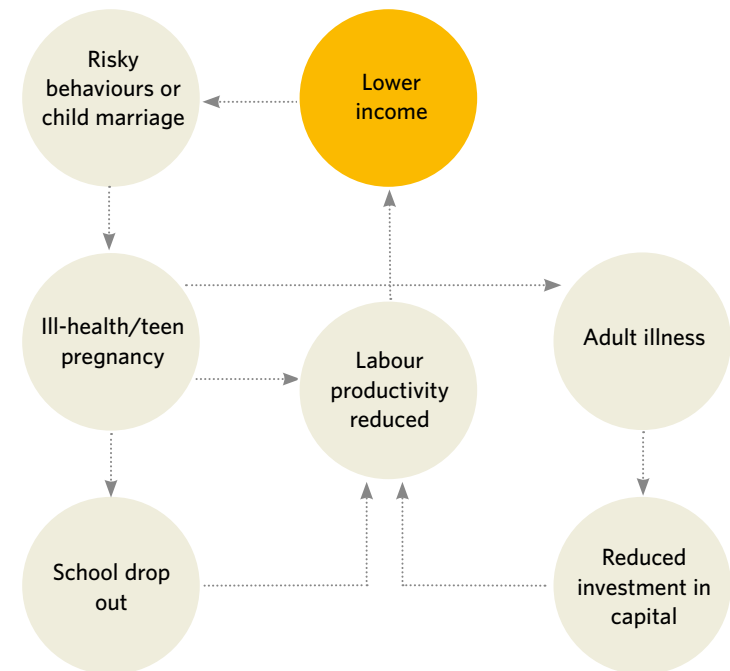 Risky
behaviours or
child marriage
Lower
income
Ill-health/teen
pregnancy
Labour
productivity
reduced
Adult illness
School drop
out
Reduced
investment in
capital